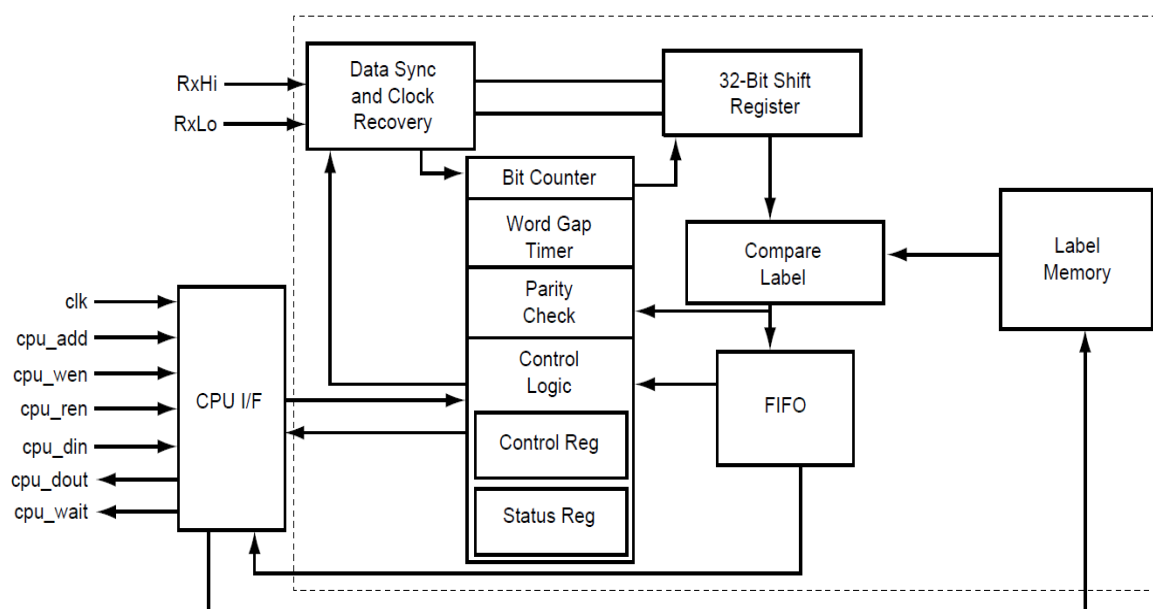 RxHi
RxLo
Data Sync
and Clock
Recovery
32-Bit Shift
Register
Bit Counter
Word Gap
Timer
Parity
Check
Control
Logic
Control Reg
Status Reg
Compare
Label
Label
Memory
FIFO
clk
cpu_add
cpu_wen
cpu_ren
cpu_din
cpu_dout
cpu_wait
CPU I/F